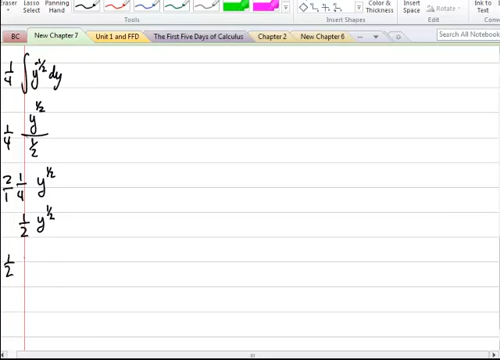 Eraser Lasso Select Panning Hand Color & Thickness Insert Space Rotate Ink to Text
Tools Insert Shapes Edit
BC New Chapter 7 Unit 1 and FFD The First Five Days of Calculus Chapter 2 New Chapter 6 Search All Notebook
1/4 ∫ y^-1/2 dy
1/4 y^1/2 / 1/2
2/1 1/4 y^1/2
1/2 y^1/2
1/2